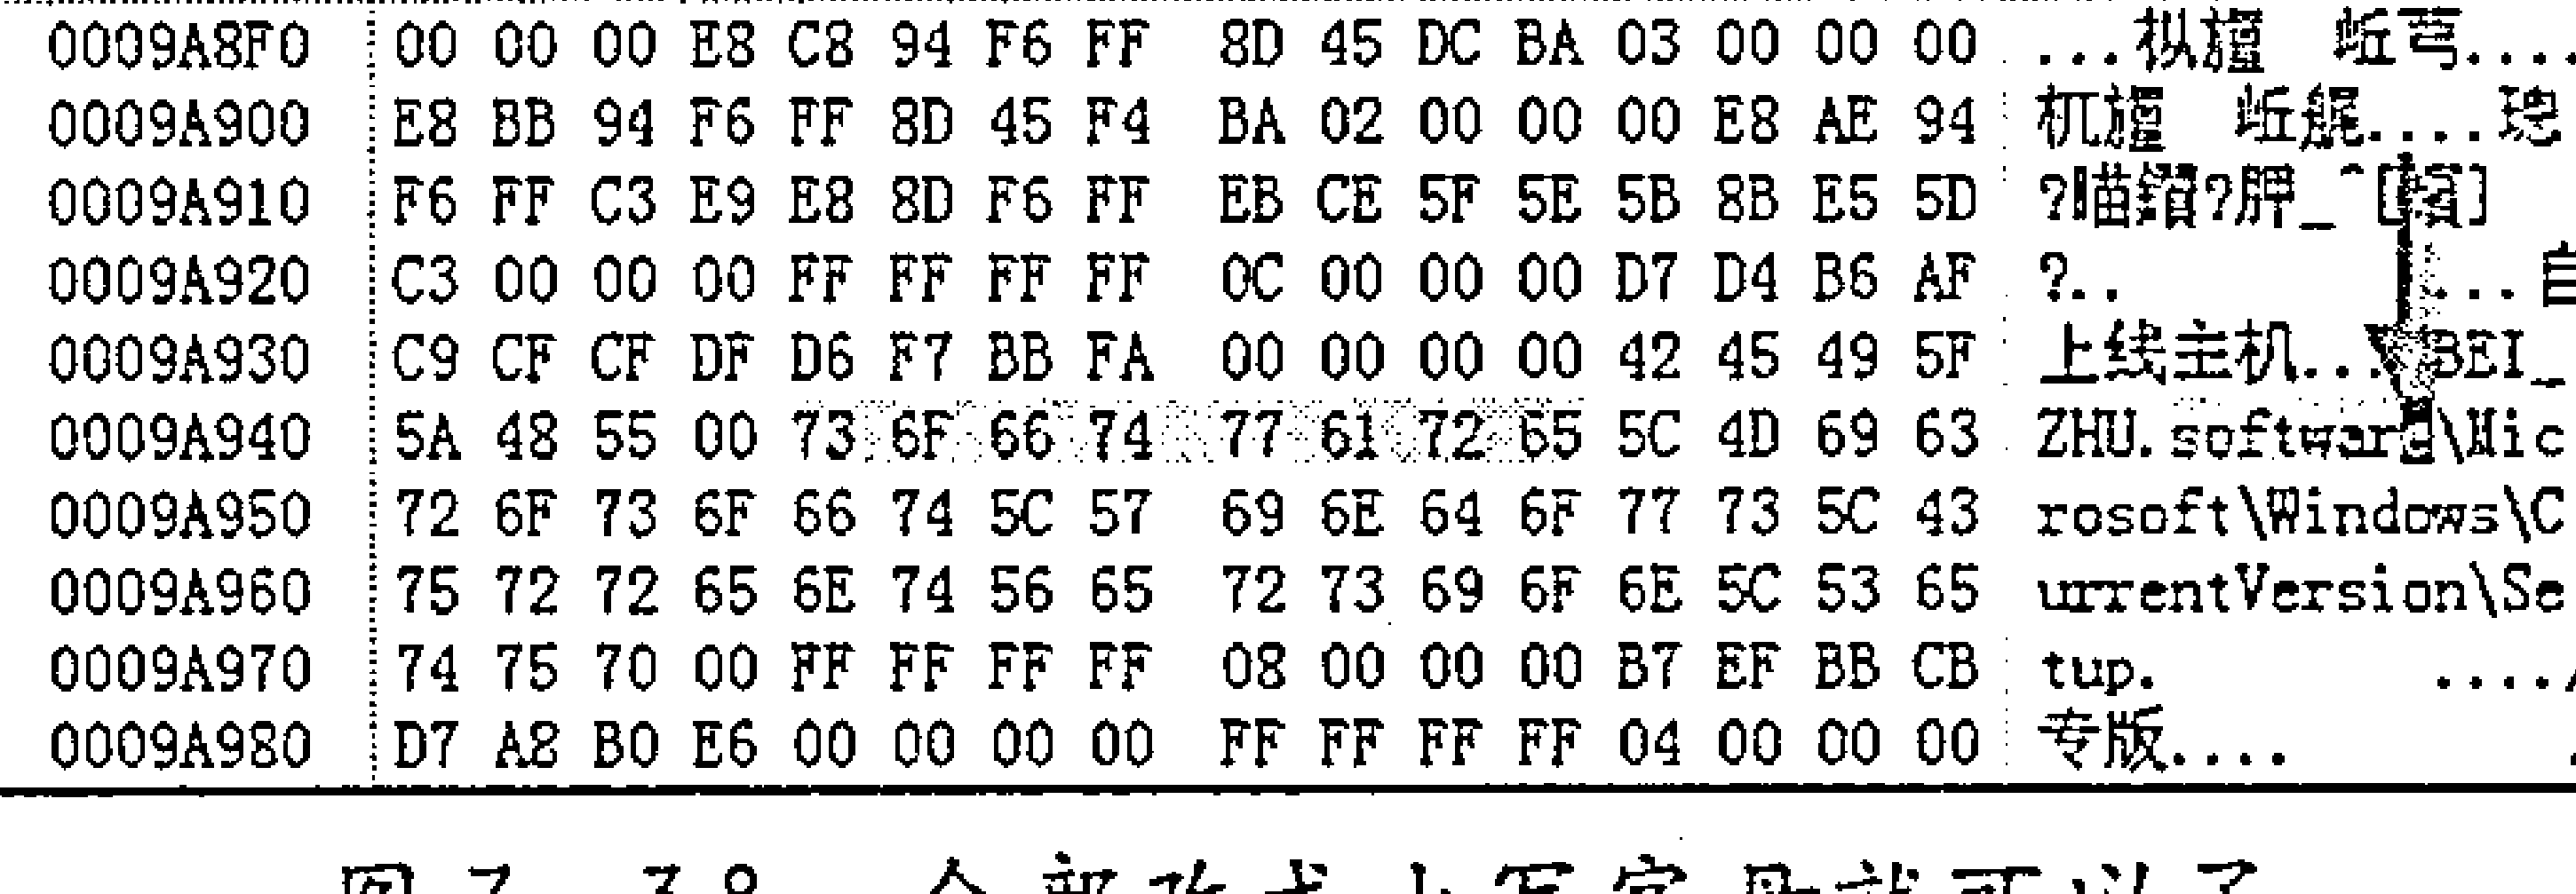 0009A8F0 00 00 00 E8 C8 94 F6 FF 8D 45 DC BA 03 00 00 00 ...
0009A900 E8 BB 94 F6 FF 8D 45 F4 BA 02 00 00 00 E8 AE 94
0009A910 F6 FF C3 E9 E8 8D F6 FF EB CE 5F 5E 5B 8B E5 5D
0009A920 C3 00 00 00 FF FF FF FF 0C 00 00 00 D7 D4 B6 AF ?.. ...
0009A930 C9 CF CF DF D6 F7 BB FA 00 00 00 00 42 45 49 5F 上线主机... BEI_
0009A940 5A 48 55 00 73 6F 66 74 77 61 72 65 5C 4D 69 63 ZHU.software\Mic
0009A950 72 6F 73 6F 66 74 5C 57 69 6E 64 6F 77 73 5C 43 rosoft\Windows\C
0009A960 75 72 72 65 6E 74 56 65 72 73 69 6F 6E 5C 53 65 urrentVersion\Se
0009A970 74 75 70 00 FF FF FF FF 08 00 00 00 B7 EF BB CB tup. ....
0009A980 D7 A8 B0 E6 00 00 00 00 FF FF FF FF 04 00 00 00 专版....